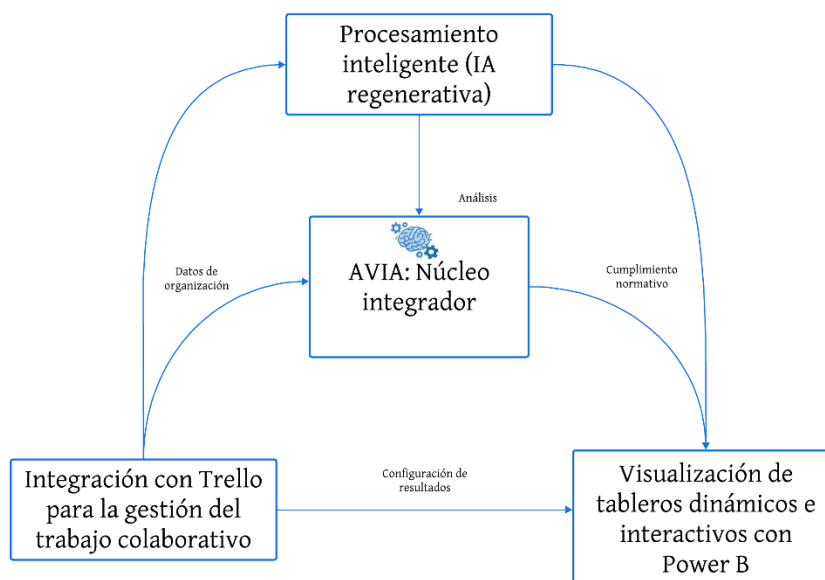 Procesamiento
inteligente (IA
regenerativa)
Análisis
AVIA: Núcleo
integrador
Datos de
organización
Cumplimiento
normativo
Integración con Trello
para la gestión del
trabajo colaborativo
Configuración de
resultados
Visualización de
tableros dinámicos e
interactivos con
Power B